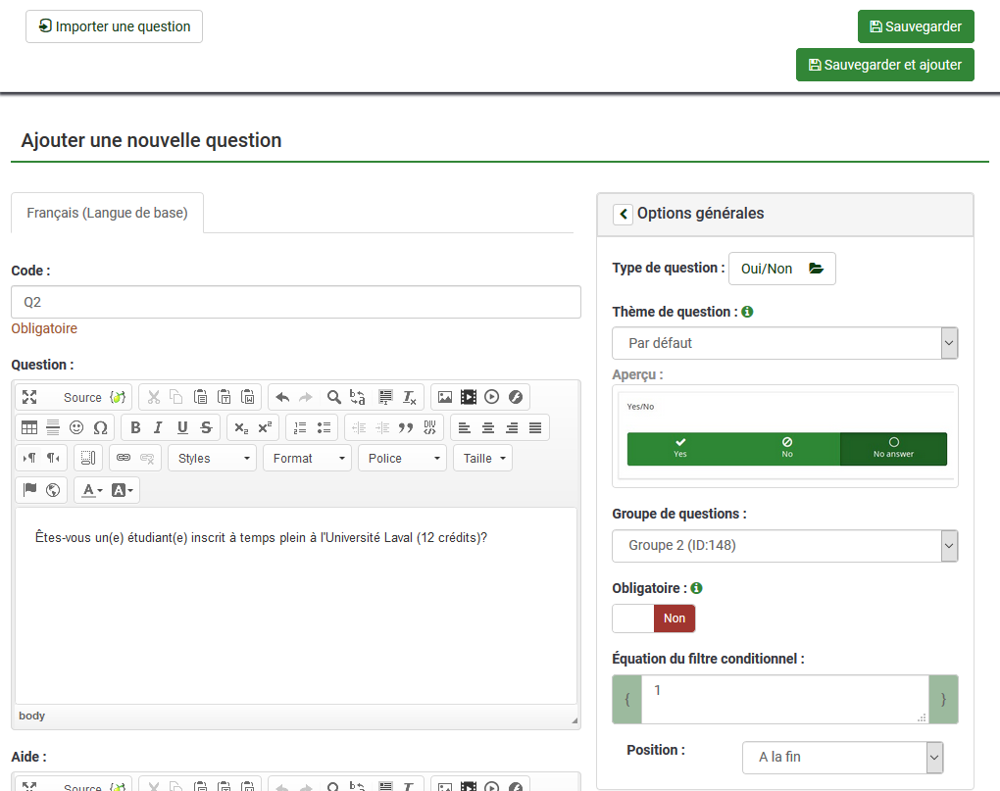 Importer une question
Sauvegarder
Sauvegarder et ajouter
Ajouter une nouvelle question
Français (Langue de base)
Code :
Q2
Obligatoire
Question :
Source
Styles
Format
Police
Taille
Êtes-vous un(e) étudiant(e) inscrit à temps plein à l'Université Laval (12 crédits)?
body
Aide :
Source
Options générales
Type de question : Oui/Non
Thème de question :
Par défaut
Aperçu :
Yes/No
Yes No No answer
Groupe de questions :
Groupe 2 (ID:148)
Obligatoire :
Non
Équation du filtre conditionnel :
{ 1 }
Position : A la fin